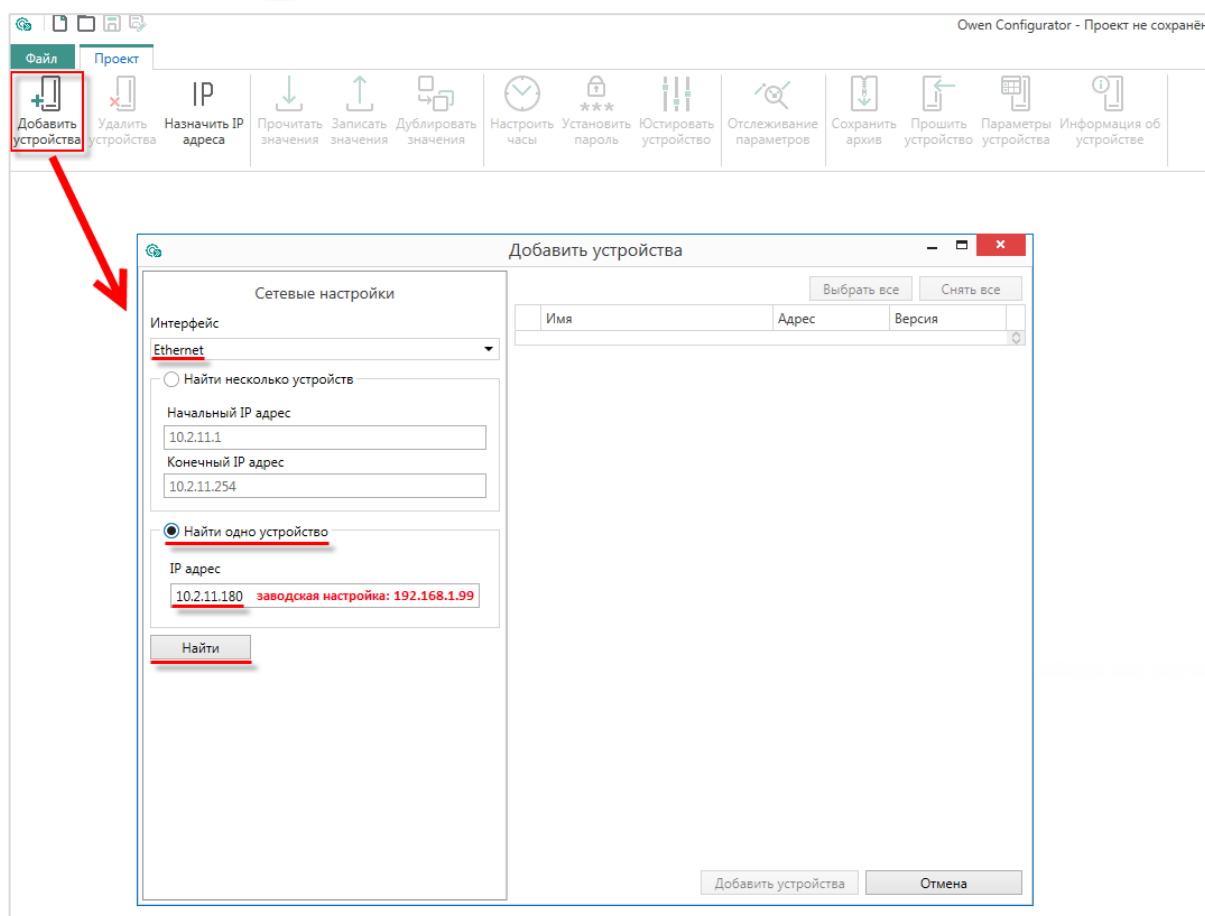 Owen Configurator - Проект не сохранён
Файл
Проект
Добавить устройства
Удалить устройства
IP
Назначить IP адреса
Прочитать значения
Записать значения
Дублировать значения
Настроить часы
***
Установить пароль
Юстировать устройство
Отслеживание параметров
Сохранить архив
Прошить устройство
Параметры устройства
Информация об устройстве
Добавить устройства
Сетевые настройки
Выбрать все
Снять все
Имя
Адрес
Версия
Интерфейс
Ethernet
Найти несколько устройств
Начальный IP адрес
10.2.11.1
Конечный IP адрес
10.2.11.254
Найти одно устройство
IP адрес
10.2.11.180 заводская настройка: 192.168.1.99
Найти
Добавить устройства
Отмена